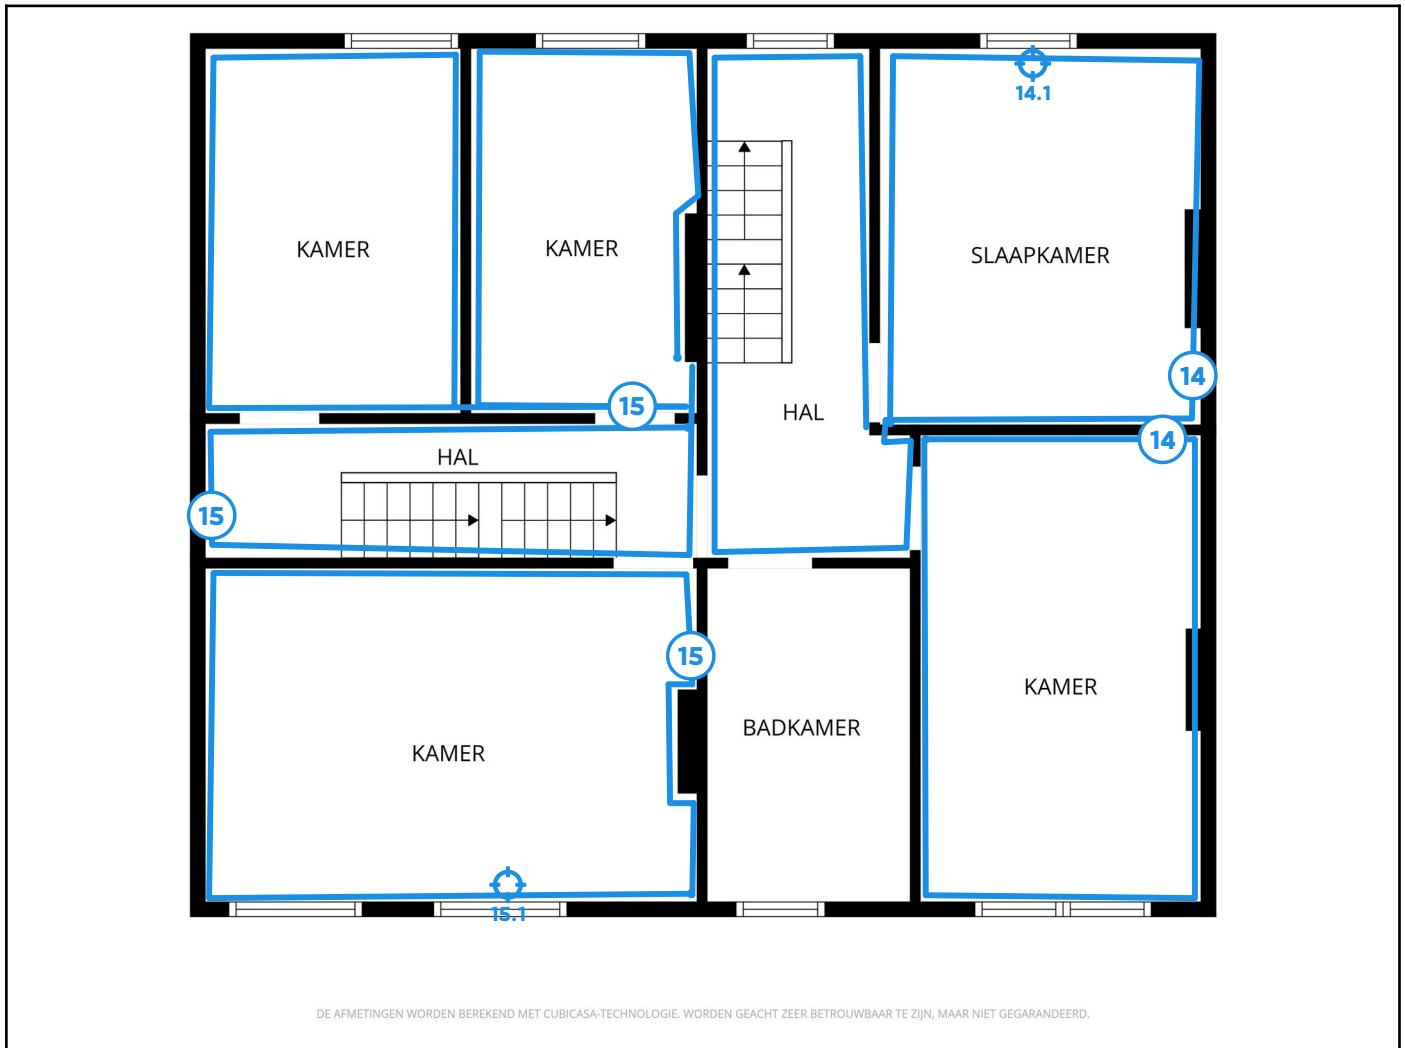 14.1
KAMER
KAMER
SLAAPKAMER
14
15
HAL
14
HAL
15
15
KAMER
BADKAMER
KAMER
15.1
DE AFMETINGEN WORDEN BEREKEND MET CUBICASA-TECHNOLOGIE. WORDEN GEACHT ZEER BETROUWBAAR TE ZIJN, MAAR NIET GEGARANDEERD.